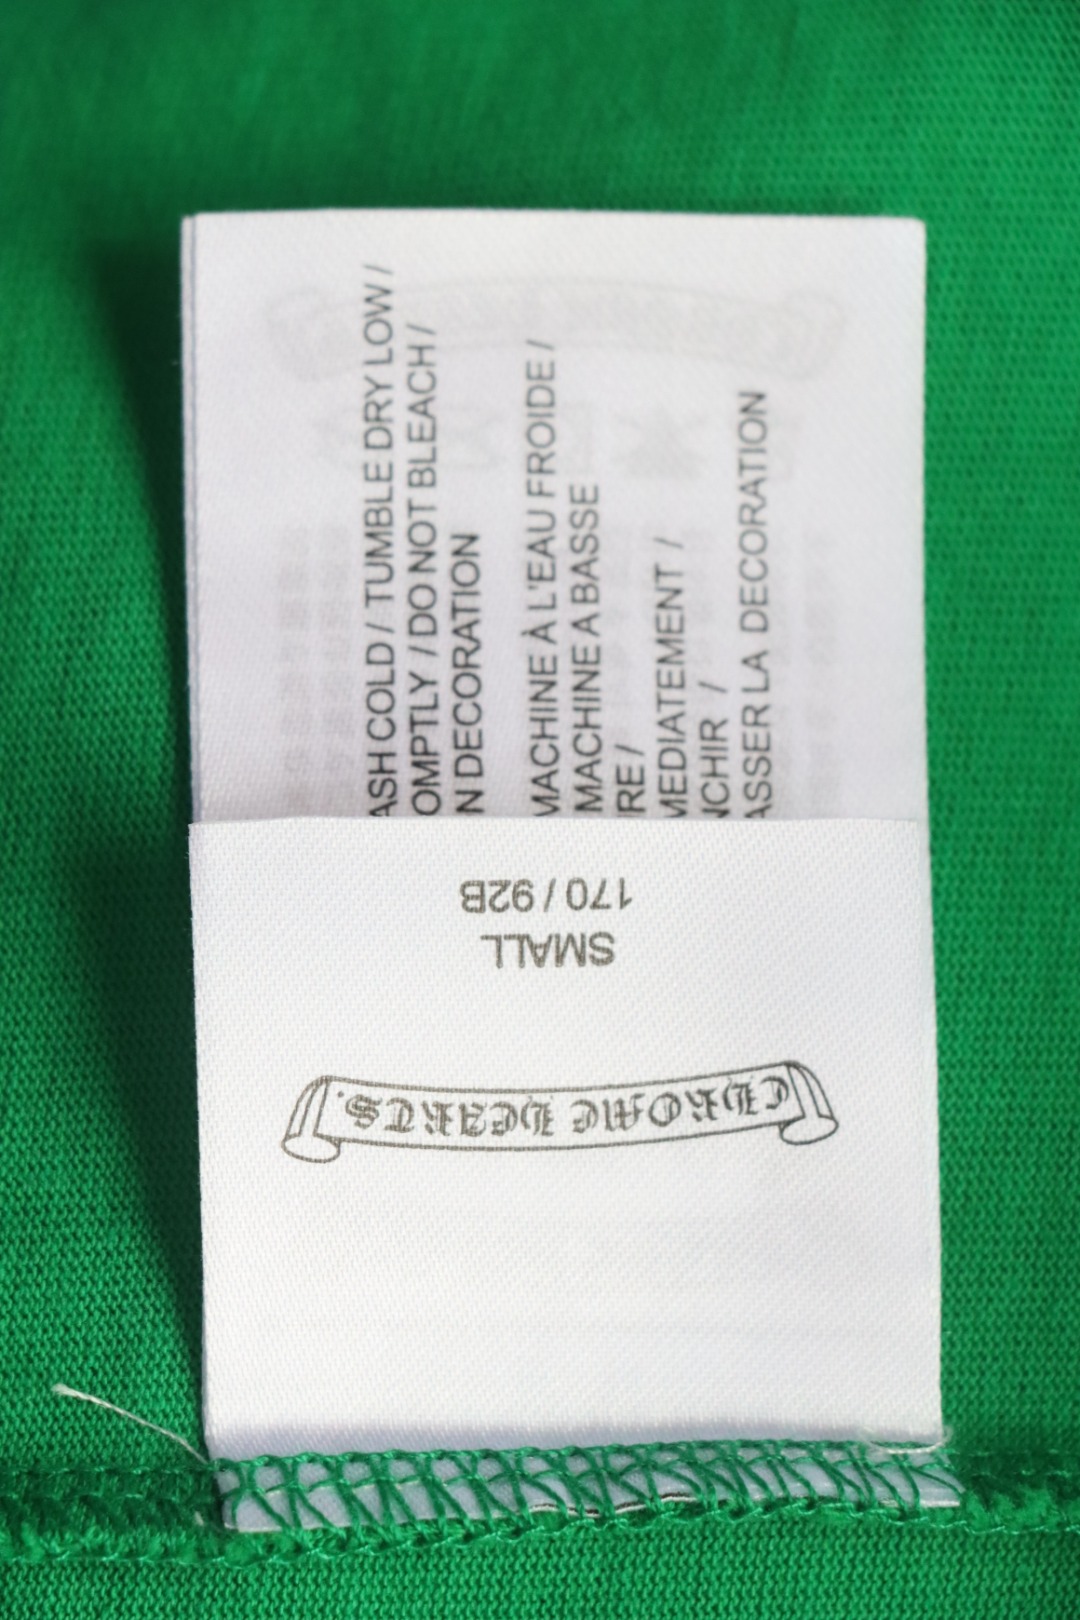 ASH COLD / TUMBLE DRY LOW /
OMPTLY / DO NOT BLEACH /
N DECORATION
MACHINE À L'EAU FROIDE /
MACHINE A BASSE
RE /
MEDIATEMENT /
NCHIR /
ASSER LA DECORATION
CHROME HEARTS.
SMALL
170 / 92B